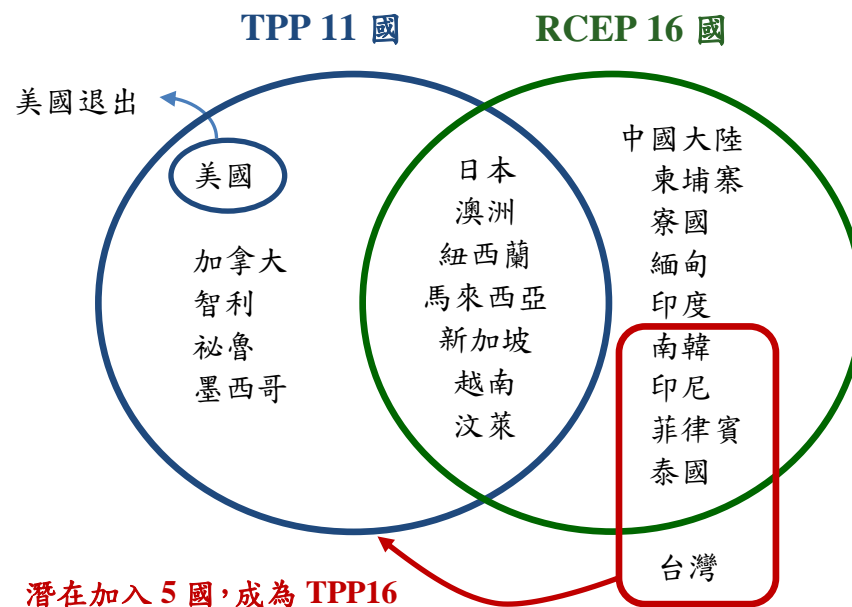 TPP 11 國
RCEP 16 國
美國退出
美國
加拿大
智利
祕魯
墨西哥
日本
澳洲
紐西蘭
馬來西亞
新加坡
越南
汶萊
中國大陸
柬埔寨
寮國
緬甸
印度
南韓
印尼
菲律賓
泰國
台灣
潛在加入 5 國，成為 TPP16